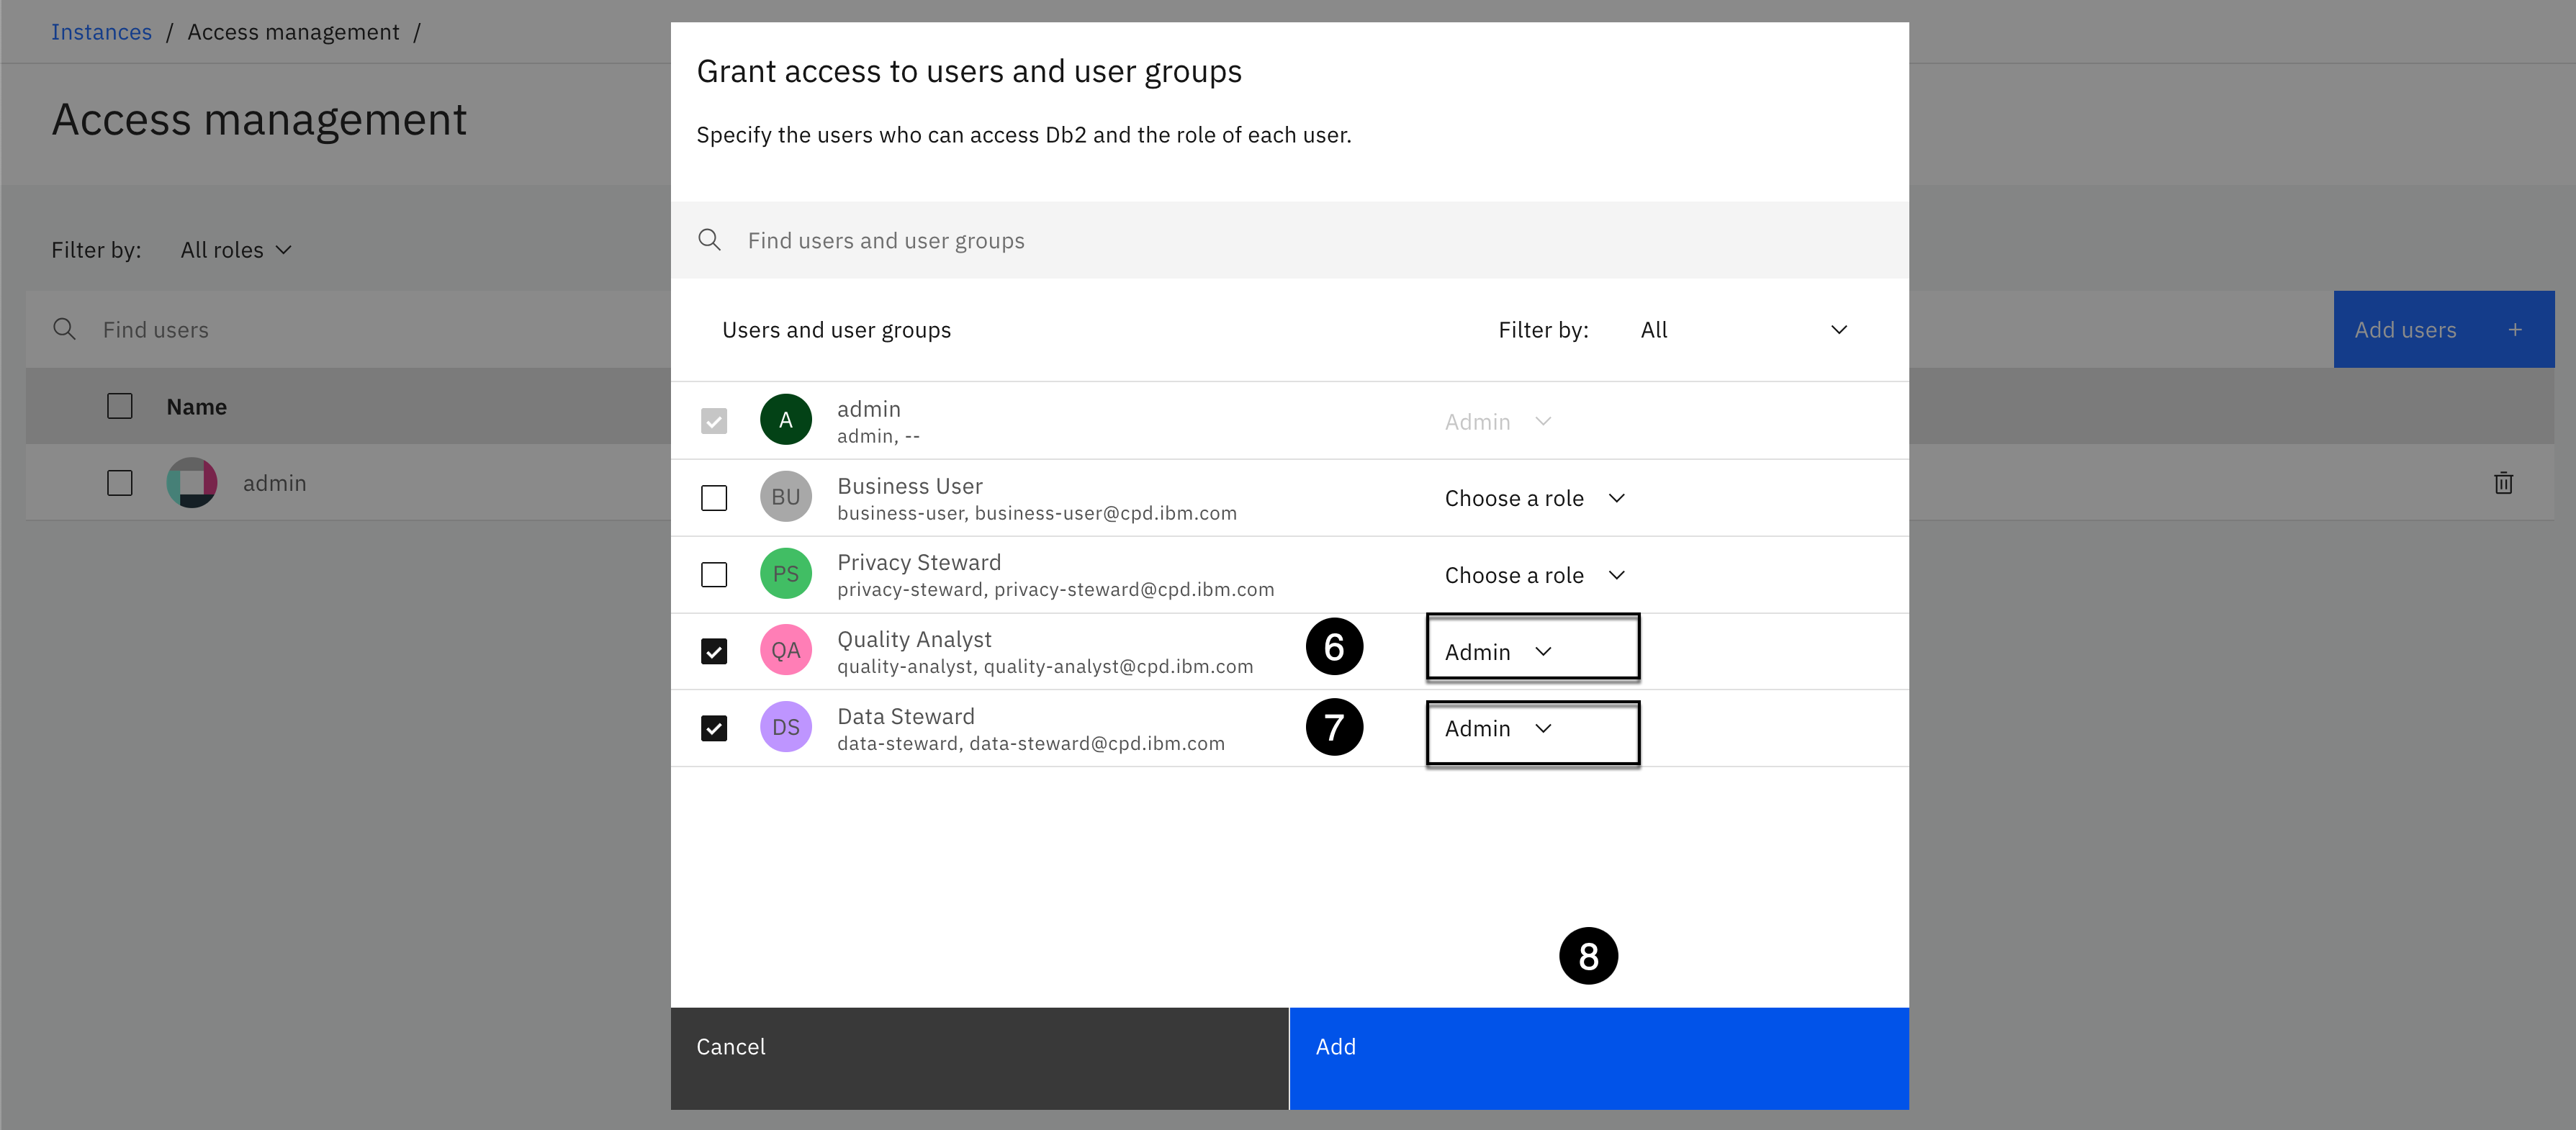 Instances / Access management /
Access management
Filter by: All roles
Find users
Add users +
Name
admin
Grant access to users and user groups
Specify the users who can access Db2 and the role of each user.
Find users and user groups
Users and user groups
Filter by: All
A
admin
admin, --
Admin
BU
Business User
business-user, business-user@cpd.ibm.com
Choose a role
PS
Privacy Steward
privacy-steward, privacy-steward@cpd.ibm.com
Choose a role
QA
Quality Analyst
quality-analyst, quality-analyst@cpd.ibm.com
6
Admin
DS
Data Steward
data-steward, data-steward@cpd.ibm.com
7
Admin
8
Cancel
Add